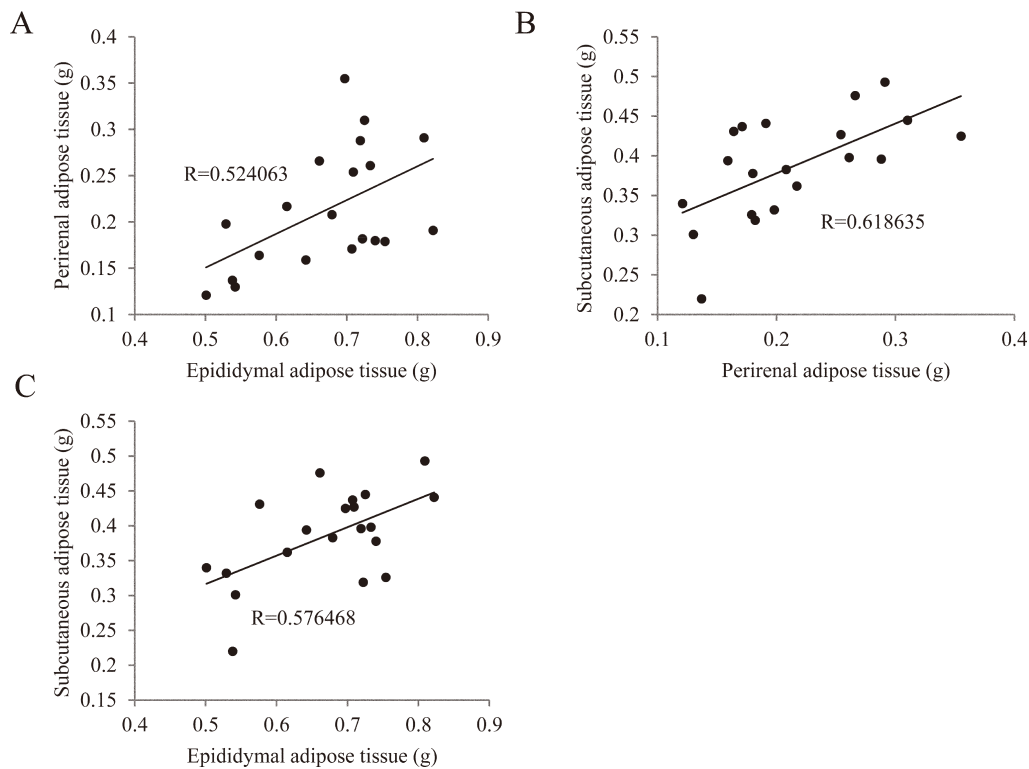 A
Perirenal adipose tissue (g)
0.4
0.35
0.3
0.25
0.2
0.15
0.1
R=0.524063
0.4 0.5 0.6 0.7 0.8 0.9
Epididymal adipose tissue (g)
B
Subcutaneous adipose tissue (g)
0.55
0.5
0.45
0.4
0.35
0.3
0.25
0.2
R=0.618635
0.1 0.2 0.3 0.4
Perirenal adipose tissue (g)
C
Subcutaneous adipose tissue (g)
0.55
0.5
0.45
0.4
0.35
0.3
0.25
0.2
0.15
R=0.576468
0.4 0.5 0.6 0.7 0.8 0.9
Epididymal adipose tissue (g)